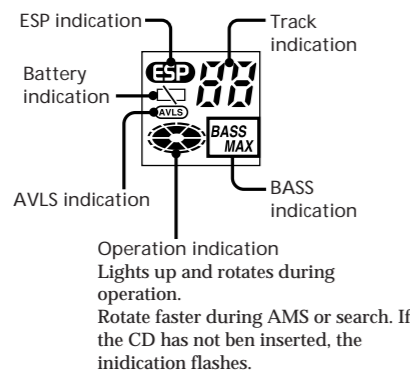 ESP indication
Track
indication
Battery
indication
ESP
88
AVLS
BASS
MAX
AVLS indication
BASS
indication
Operation indication
Lights up and rotates during
operation.
Rotate faster during AMS or search. If
the CD has not ben inserted, the
inidication flashes.